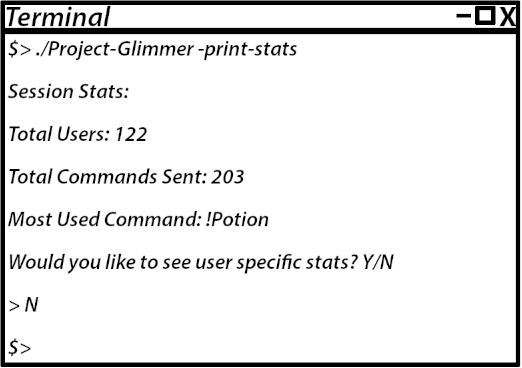 Terminal
$> ./Project-Glimmer -print-stats
Session Stats:
Total Users: 122
Total Commands Sent: 203
Most Used Command: !Potion
Would you like to see user specific stats? Y/N
> N
$>